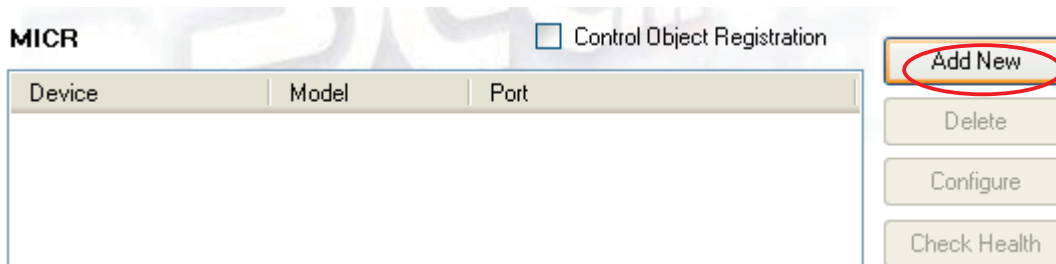 MICR
Control Object Registration
Add New
Device Model Port
Delete
Configure
Check Health